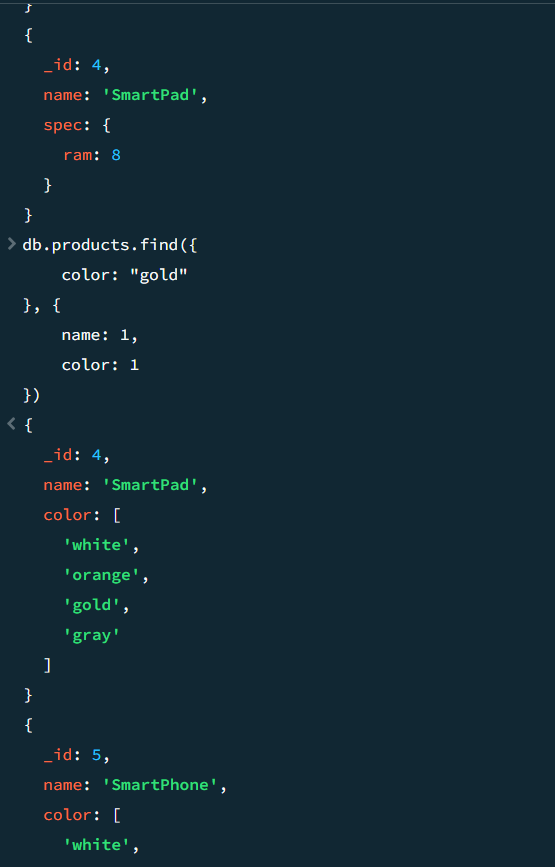 }
{
  _id: 4,
  name: 'SmartPad',
  spec: {
    ram: 8
  }
}
> db.products.find({
    color: "gold"
}, {
    name: 1,
    color: 1
})
< {
  _id: 4,
  name: 'SmartPad',
  color: [
    'white',
    'orange',
    'gold',
    'gray'
  ]
}
{
  _id: 5,
  name: 'SmartPhone',
  color: [
    'white',